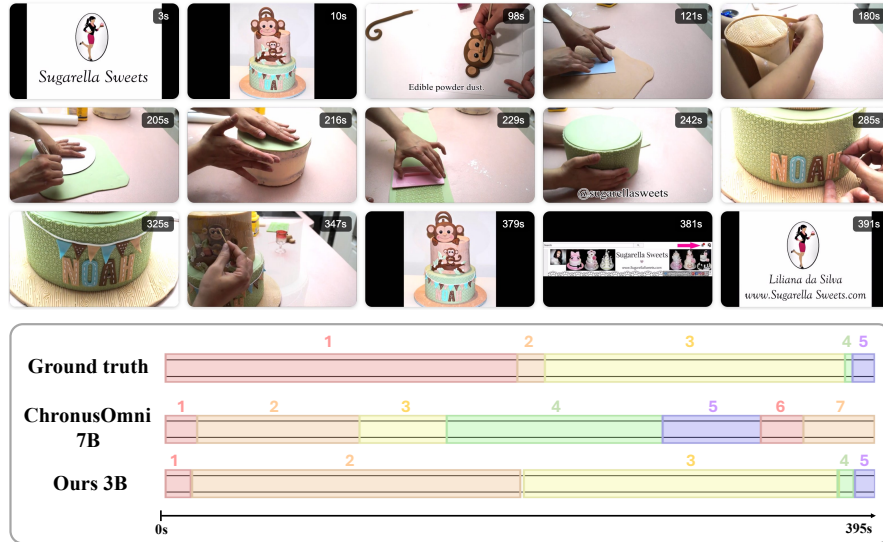 3s
Sugarella Sweets
10s
98s
Edible powder dust
121s
180s
205s
216s
229s
242s
@sugarellasweets
285s
NOAH
325s
NOAH
347s
379s
A
381s
Sugarella Sweets
391s
Liliana da Silva
www.Sugarella Sweets.com
Ground truth
1 2 3 4 5
ChronusOmni
7B
1 2 3 4 5 6 7
Ours 3B
1 2 3 4 5
0s
395s